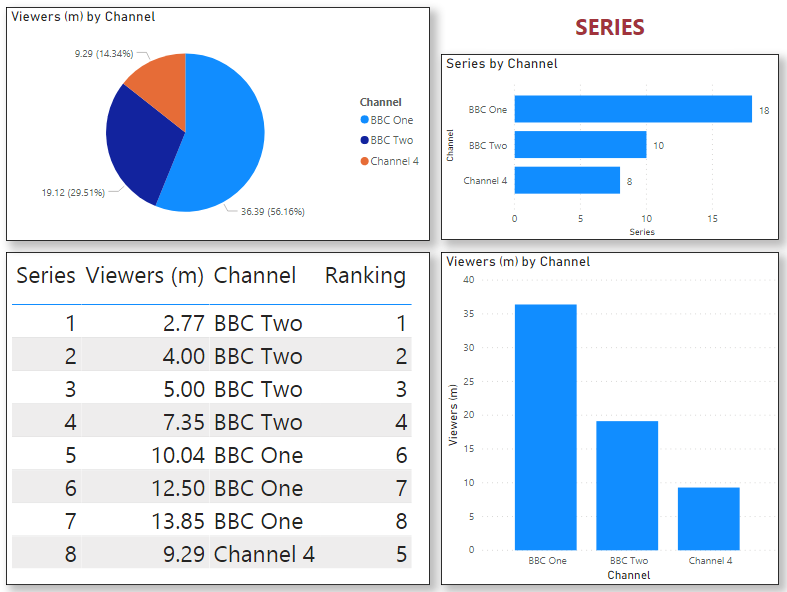 Viewers (m) by Channel
9.29 (14.34%)
19.12 (29.51%)
36.39 (56.16%)
Channel
BBC One
BBC Two
Channel 4
SERIES
Series by Channel
Channel
BBC One 18
BBC Two 10
Channel 4 8
0 5 10 15
Series
Series Viewers (m) Channel Ranking
1 2.77 BBC Two 1
2 4.00 BBC Two 2
3 5.00 BBC Two 3
4 7.35 BBC Two 4
5 10.04 BBC One 6
6 12.50 BBC One 7
7 13.85 BBC One 8
8 9.29 Channel 4 5
Viewers (m) by Channel
Viewers (m)
40
35
30
25
20
15
10
5
0
BBC One BBC Two Channel 4
Channel